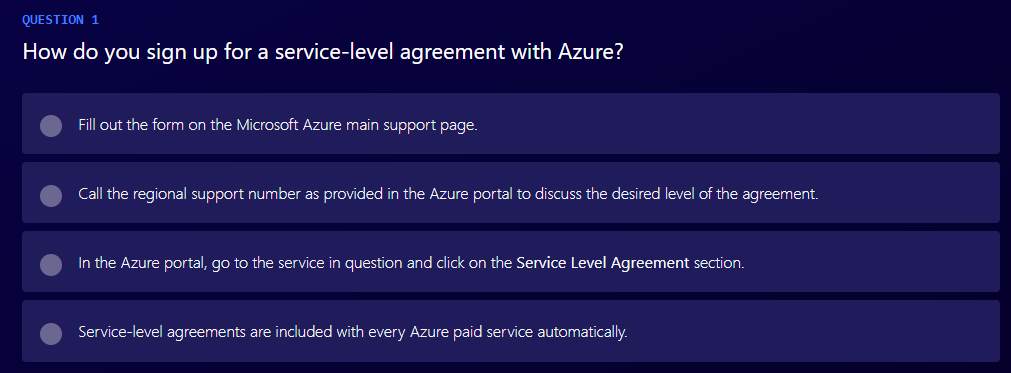 QUESTION 1
How do you sign up for a service-level agreement with Azure?
Fill out the form on the Microsoft Azure main support page.
Call the regional support number as provided in the Azure portal to discuss the desired level of the agreement.
In the Azure portal, go to the service in question and click on the Service Level Agreement section.
Service-level agreements are included with every Azure paid service automatically.